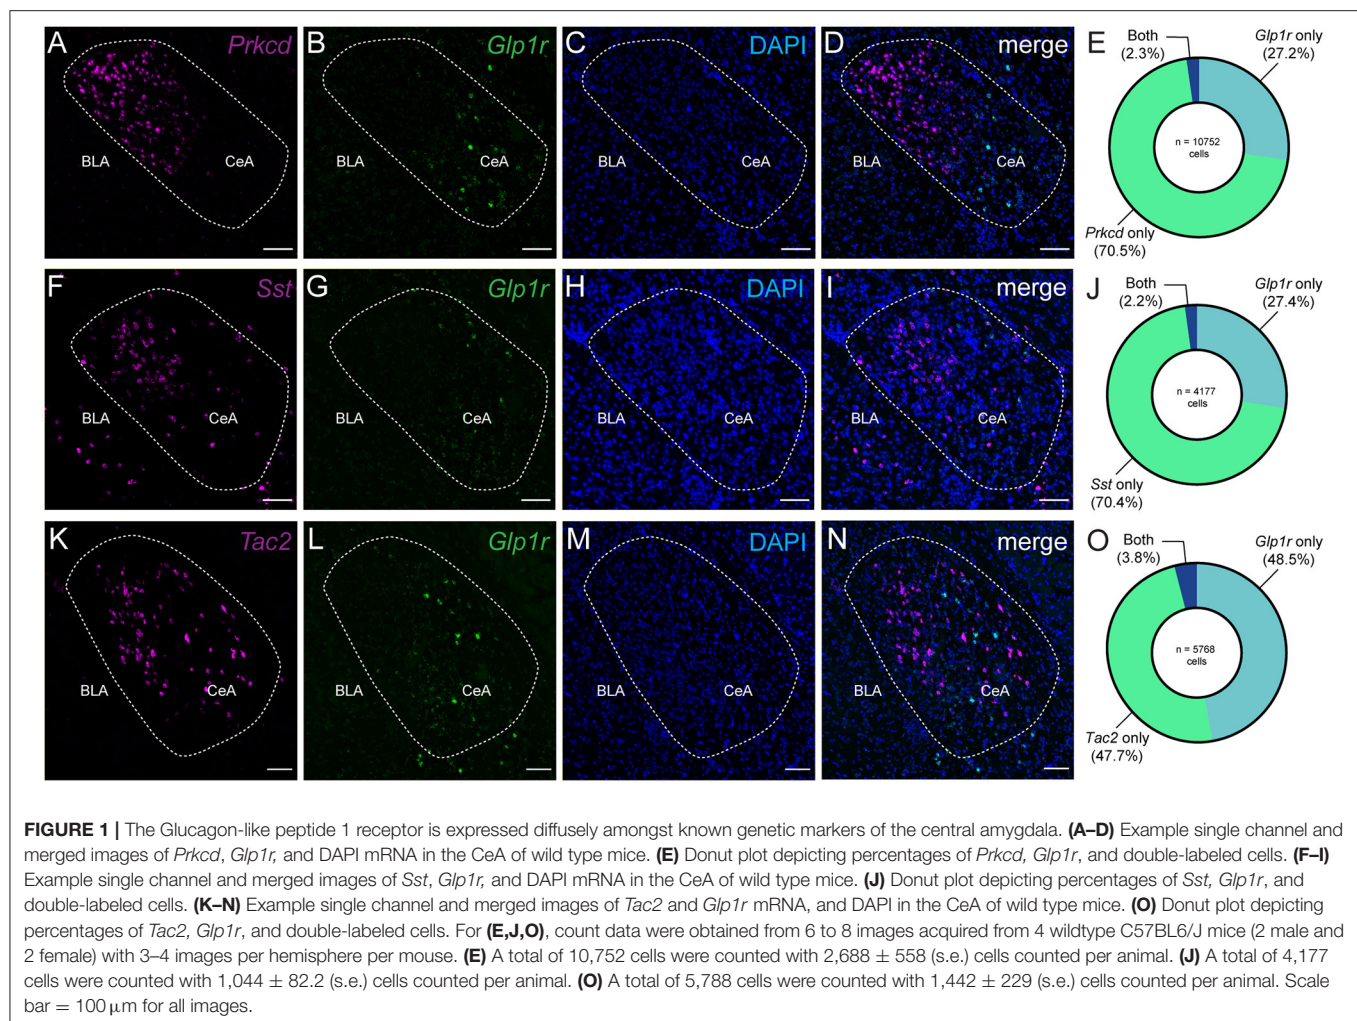 A Prkcd
B Glp1r
C DAPI
D merge
E
BLA CeA
BLA CeA
BLA CeA
BLA CeA
Both
(2.3%)
Glp1r only
(27.2%)
n = 10752
cells
Prkcd only
(70.5%)
F Sst
G Glp1r
H DAPI
I merge
J
BLA CeA
BLA CeA
BLA CeA
BLA CeA
Both
(2.2%)
Glp1r only
(27.4%)
n = 4177
cells
Sst only
(70.4%)
K Tac2
L Glp1r
M DAPI
N merge
O
BLA CeA
BLA CeA
BLA CeA
BLA CeA
Both
(3.8%)
Glp1r only
(48.5%)
n = 5768
cells
Tac2 only
(47.7%)
FIGURE 1 | The Glucagon-like peptide 1 receptor is expressed diffusely amongst known genetic markers of the central amygdala. (A–D) Example single channel and
merged images of Prkcd, Glp1r, and DAPI mRNA in the CeA of wild type mice. (E) Donut plot depicting percentages of Prkcd, Glp1r, and double-labeled cells. (F–I)
Example single channel and merged images of Sst, Glp1r, and DAPI mRNA in the CeA of wild type mice. (J) Donut plot depicting percentages of Sst, Glp1r, and
double-labeled cells. (K–N) Example single channel and merged images of Tac2 and Glp1r mRNA, and DAPI in the CeA of wild type mice. (O) Donut plot depicting
percentages of Tac2, Glp1r, and double-labeled cells. For (E,J,O), count data were obtained from 6 to 8 images acquired from 4 wildtype C57BL6/J mice (2 male and
2 female) with 3–4 images per hemisphere per mouse. (E) A total of 10,752 cells were counted with 2,688 ± 558 (s.e.) cells counted per animal. (J) A total of 4,177
cells were counted with 1,044 ± 82.2 (s.e.) cells counted per animal. (O) A total of 5,788 cells were counted with 1,442 ± 229 (s.e.) cells counted per animal. Scale
bar = 100 μm for all images.